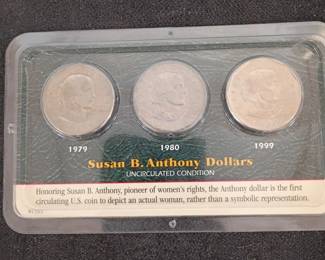 1979 1980 1999
Susan B. Anthony Dollars
UNCIRCULATED CONDITION
Honoring Susan B. Anthony, pioneer of women's rights, the Anthony dollar is the first
circulating U.S. coin to depict an actual woman, rather than a symbolic representation.